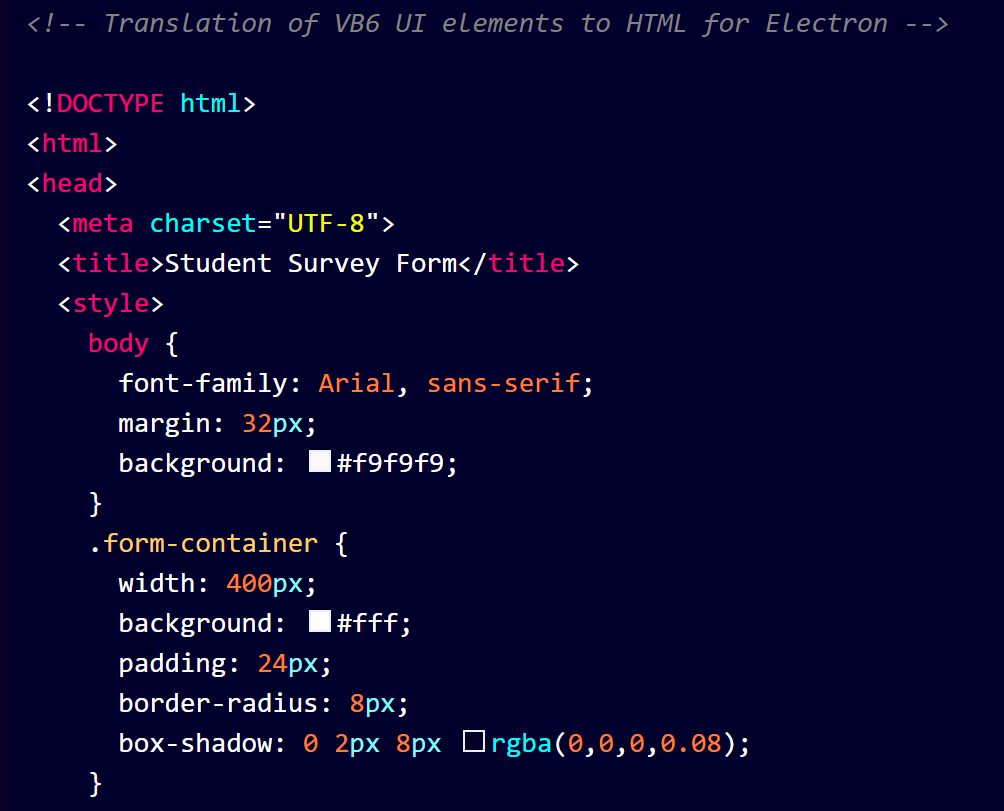 <!-- Translation of VB6 UI elements to HTML for Electron -->
<!DOCTYPE html>
<html>
<head>
  <meta charset="UTF-8">
  <title>Student Survey Form</title>
  <style>
    body {
      font-family: Arial, sans-serif;
      margin: 32px;
      background: #f9f9f9;
    }
    .form-container {
      width: 400px;
      background: #fff;
      padding: 24px;
      border-radius: 8px;
      box-shadow: 0 2px 8px rgba(0,0,0,0.08);
    }